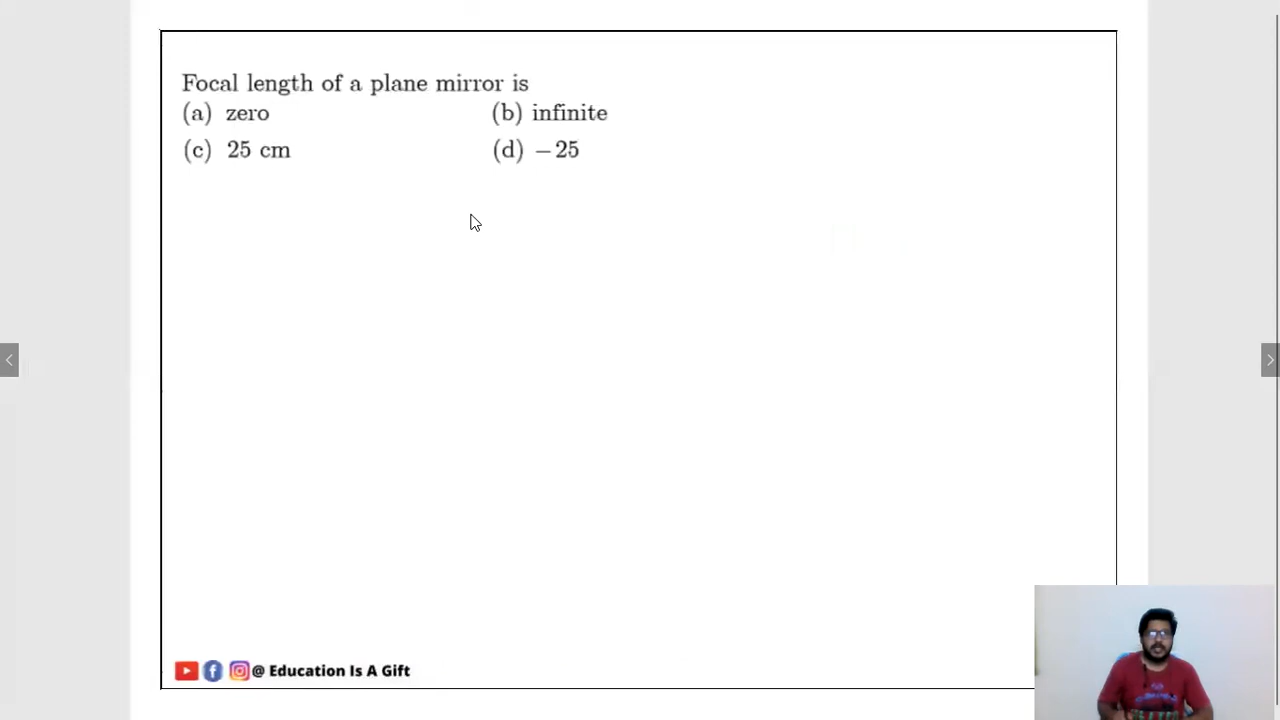 Focal length of a plane mirror is
(a) zero (b) infinite
(c) 25 cm (d) −25
@ Education Is A Gift